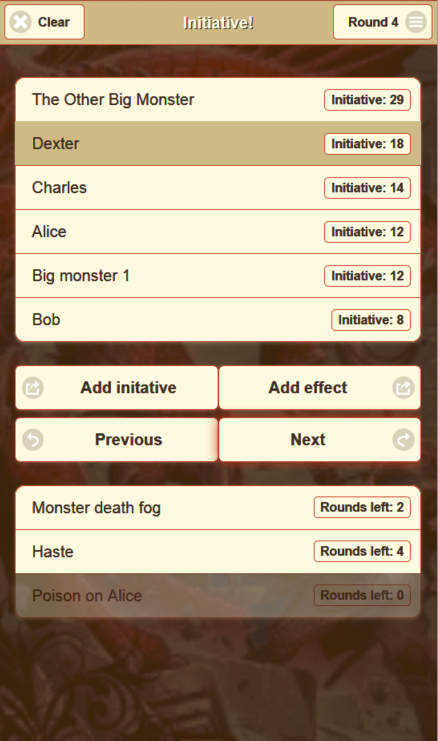 Clear Initiative! Round 4
The Other Big Monster Initiative: 29
Dexter Initiative: 18
Charles Initiative: 14
Alice Initiative: 12
Big monster 1 Initiative: 12
Bob Initiative: 8
Add initative Add effect
Previous Next
Monster death fog Rounds left: 2
Haste Rounds left: 4
Poison on Alice Rounds left: 0